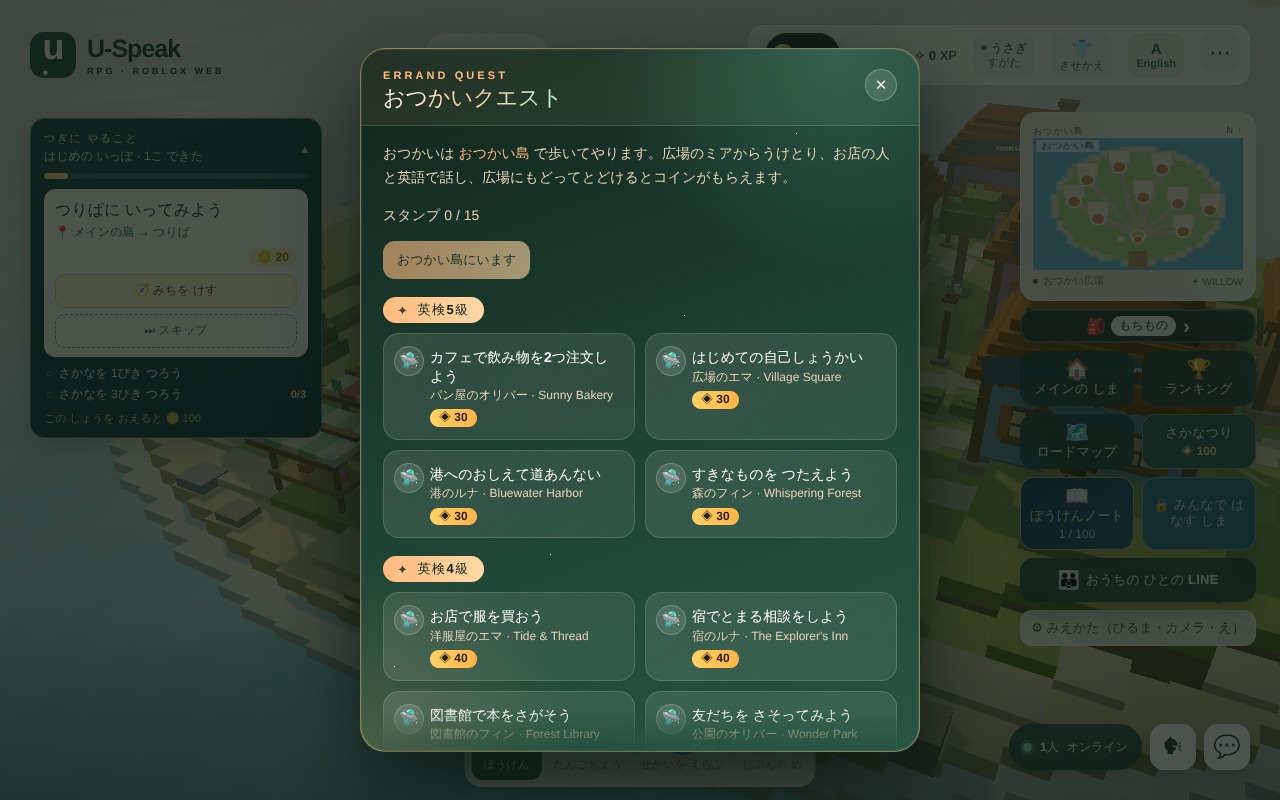 U-Speak
RPG · ROBLOX WEB
0 XP
うさぎ
すがた
きせかえ
A
English
ERRAND QUEST
おつかいクエスト
✕
おつかいは おつかい島 で歩いてやります。広場のミアからうけとり、お店の人
と英語で話し、広場にもどってとどけるとコインがもらえます。
スタンプ 0 / 15
おつかい島にいます
英検5級
カフェで飲み物を2つ注文し
よう
パン屋のオリバー · Sunny Bakery
30
はじめての自己しょうかい
広場のエマ · Village Square
30
港へのおしえて道あんない
港のルナ · Bluewater Harbor
30
すきなものを つたえよう
森のフィン · Whispering Forest
30
英検4級
お店で服を買おう
洋服屋のエマ · Tide & Thread
40
宿でとまる相談をしよう
宿のルナ · The Explorer's Inn
40
図書館で本をさがそう
図書館のフィン · Forest Library
友だちを さそってみよう
公園のオリバー · Wonder Park
つぎに やること
はじめの いっぽ · 1こ できた
つりばに いってみよう
メインの島 → つりば
20
みちを けす
スキップ
さかなを 1ぴき つろう
さかなを 3びき つろう
0/3
この しょうを おえると 100
おつかい島
N ↑
おつかい島
おつかい広場
WILLOW
もちもの
メインの しま
ランキング
ロードマップ
さかなつり
100
ぼうけんノート
1 / 100
みんなで は
なす しま
おうちの ひとの LINE
みえかた（ひるま・カメラ・え）
1人 オンライン
ぼうけん
たんごちょう
せかいを えらぶ
じぶんの め